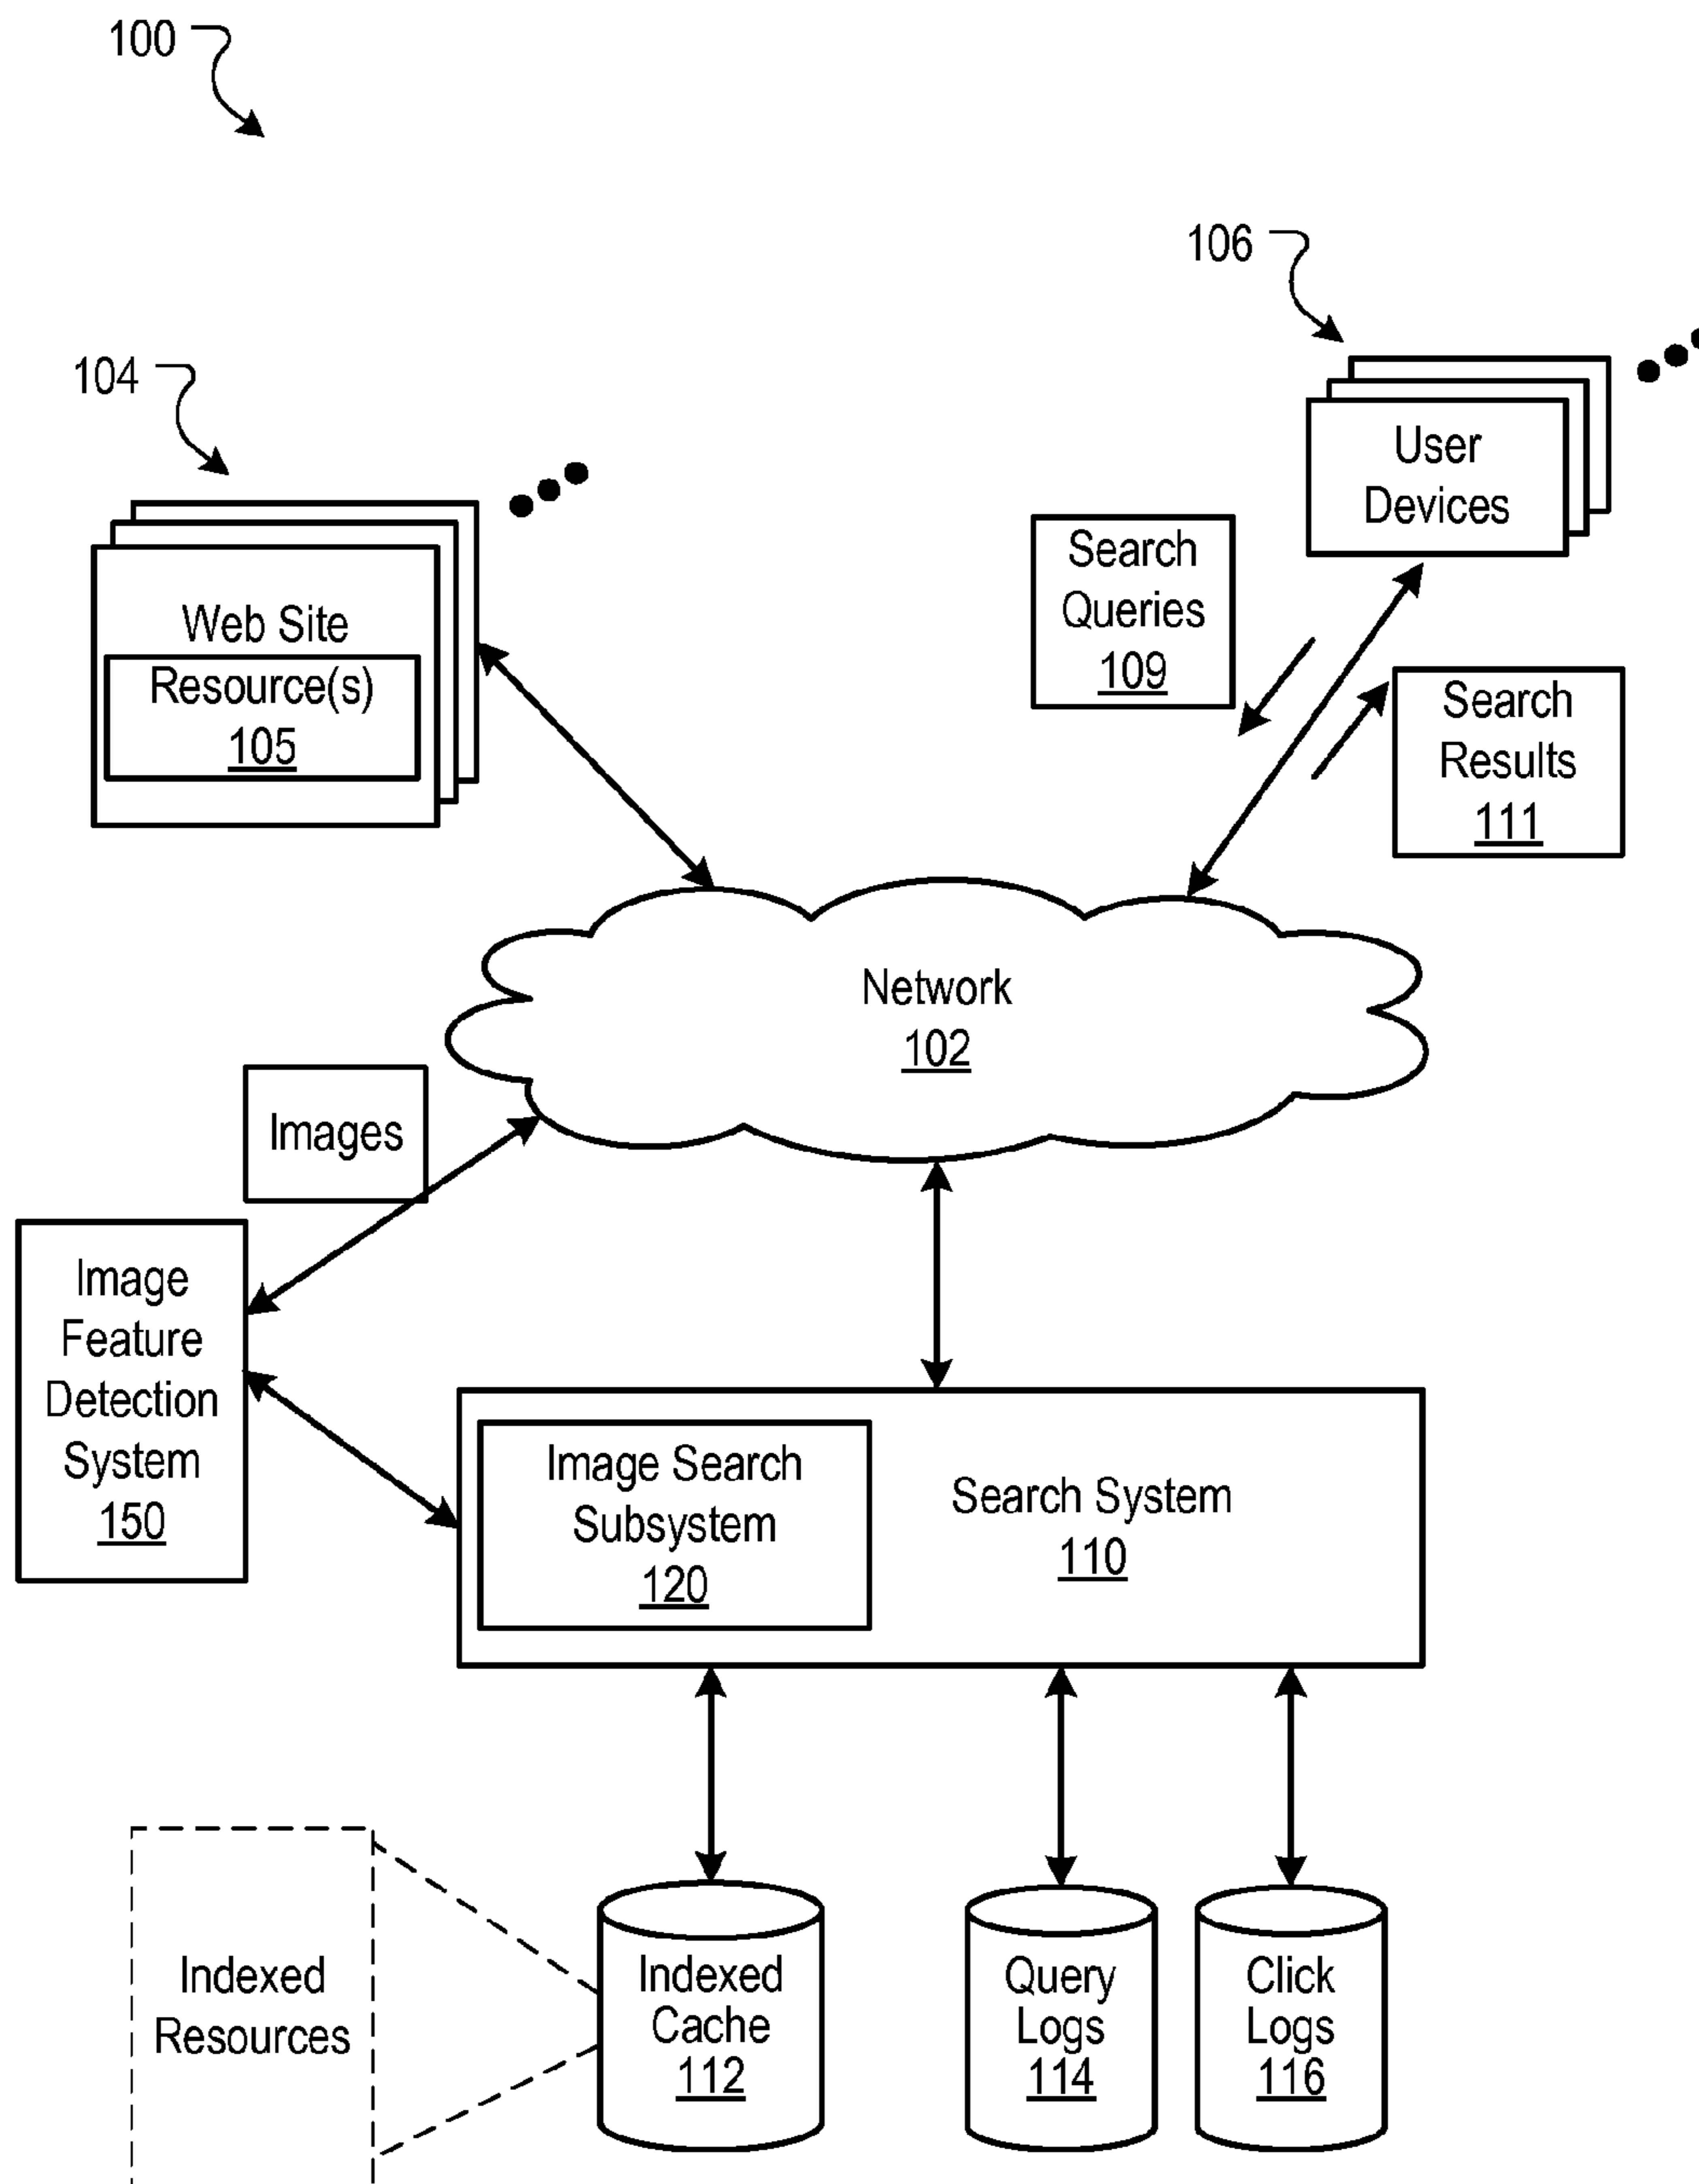 100
106
104
User
Devices
Search
Queries
109
Web Site
Resource(s)
105
Search
Results
111
Network
102
Images
Image
Feature
Detection
System
150
Image Search
Subsystem
120
Search System
110
Indexed
Resources
Indexed
Cache
112
Query
Logs
114
Click
Logs
116